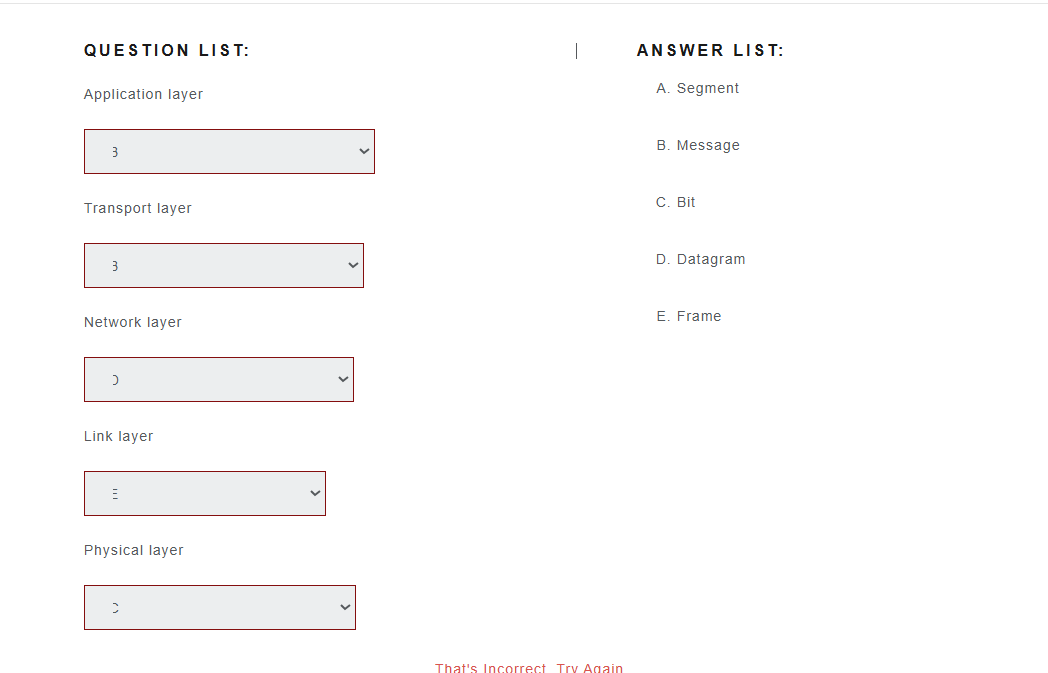 QUESTION LIST:
|
ANSWER LIST:
Application layer
B
Transport layer
B
Network layer
D
Link layer
E
Physical layer
C
A. Segment
B. Message
C. Bit
D. Datagram
E. Frame
That's Incorrect. Try Again